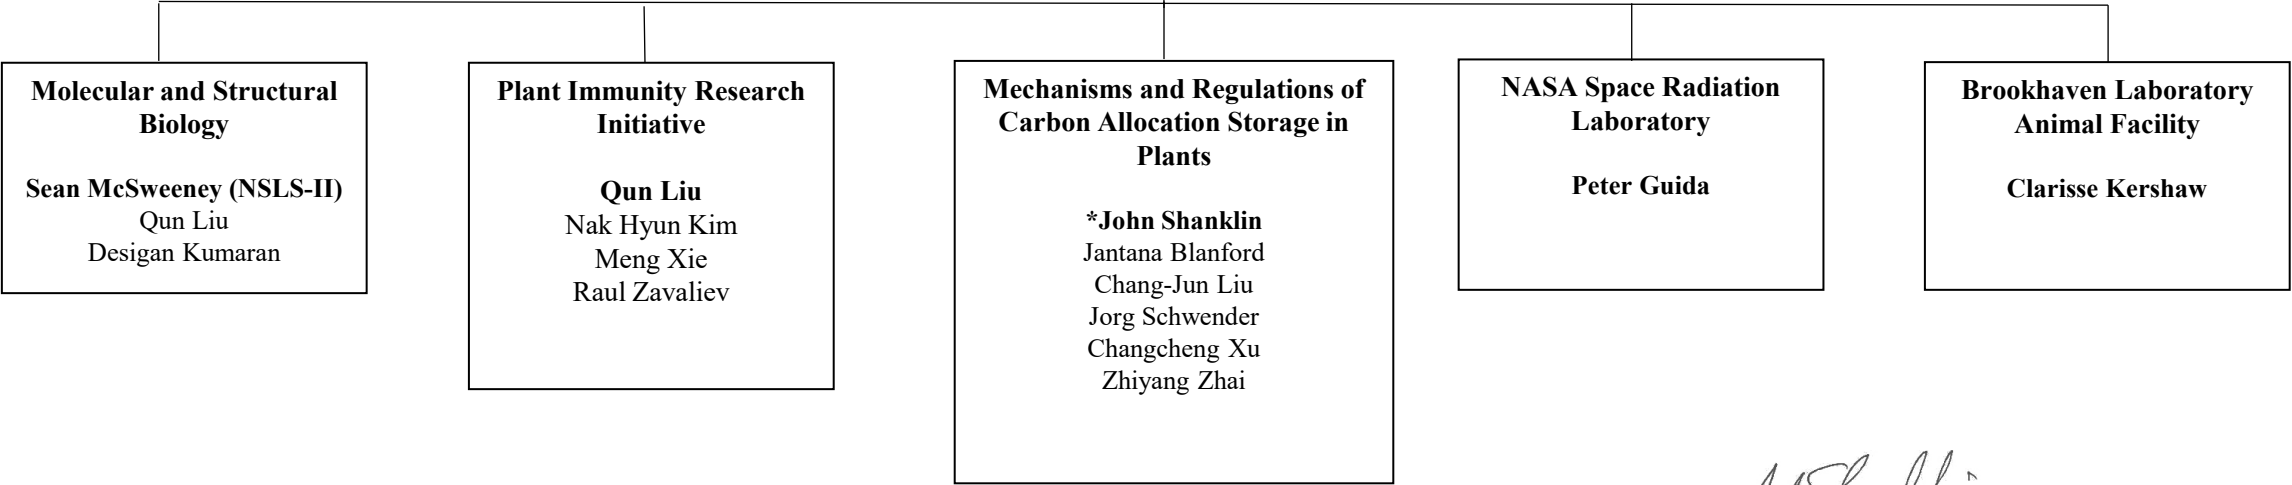 Molecular and Structural
Biology
Sean McSweeney (NSLS-II)
Qun Liu
Desigan Kumaran
Plant Immunity Research
Initiative
Qun Liu
Nak Hyun Kim
Meng Xie
Raul Zavaliev
Mechanisms and Regulations of
Carbon Allocation Storage in
Plants
*John Shanklin
Jantana Blanford
Chang-Jun Liu
Jorg Schwender
Changcheng Xu
Zhiyang Zhai
NASA Space Radiation
Laboratory
Peter Guida
Brookhaven Laboratory
Animal Facility
Clarisse Kershaw